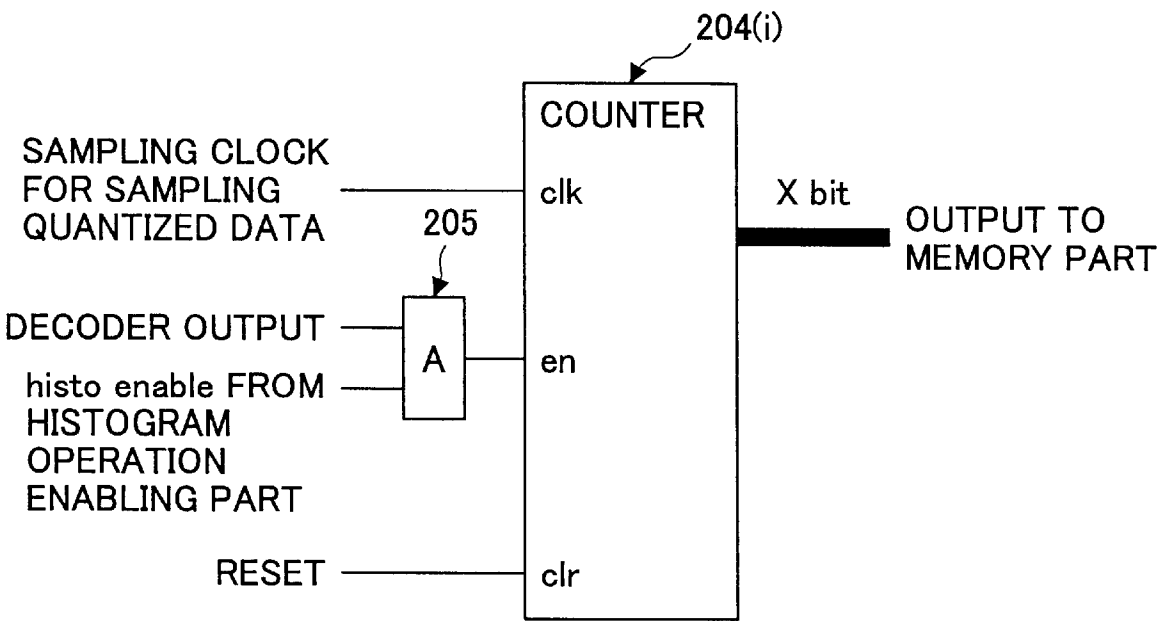 204(i)
COUNTER
SAMPLING CLOCK
FOR SAMPLING
QUANTIZED DATA
clk
X bit
OUTPUT TO
MEMORY PART
205
DECODER OUTPUT
A
en
histo enable FROM
HISTOGRAM
OPERATION
ENABLING PART
RESET
clr